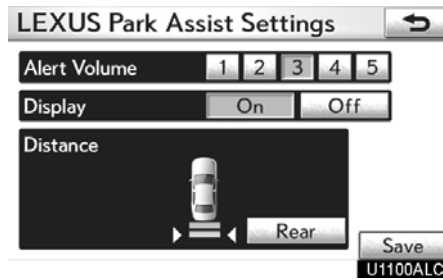 LEXUS Park Assist Settings
Alert Volume 1 2 3 4 5
Display On Off
Distance
Rear
Save
U1100ALC